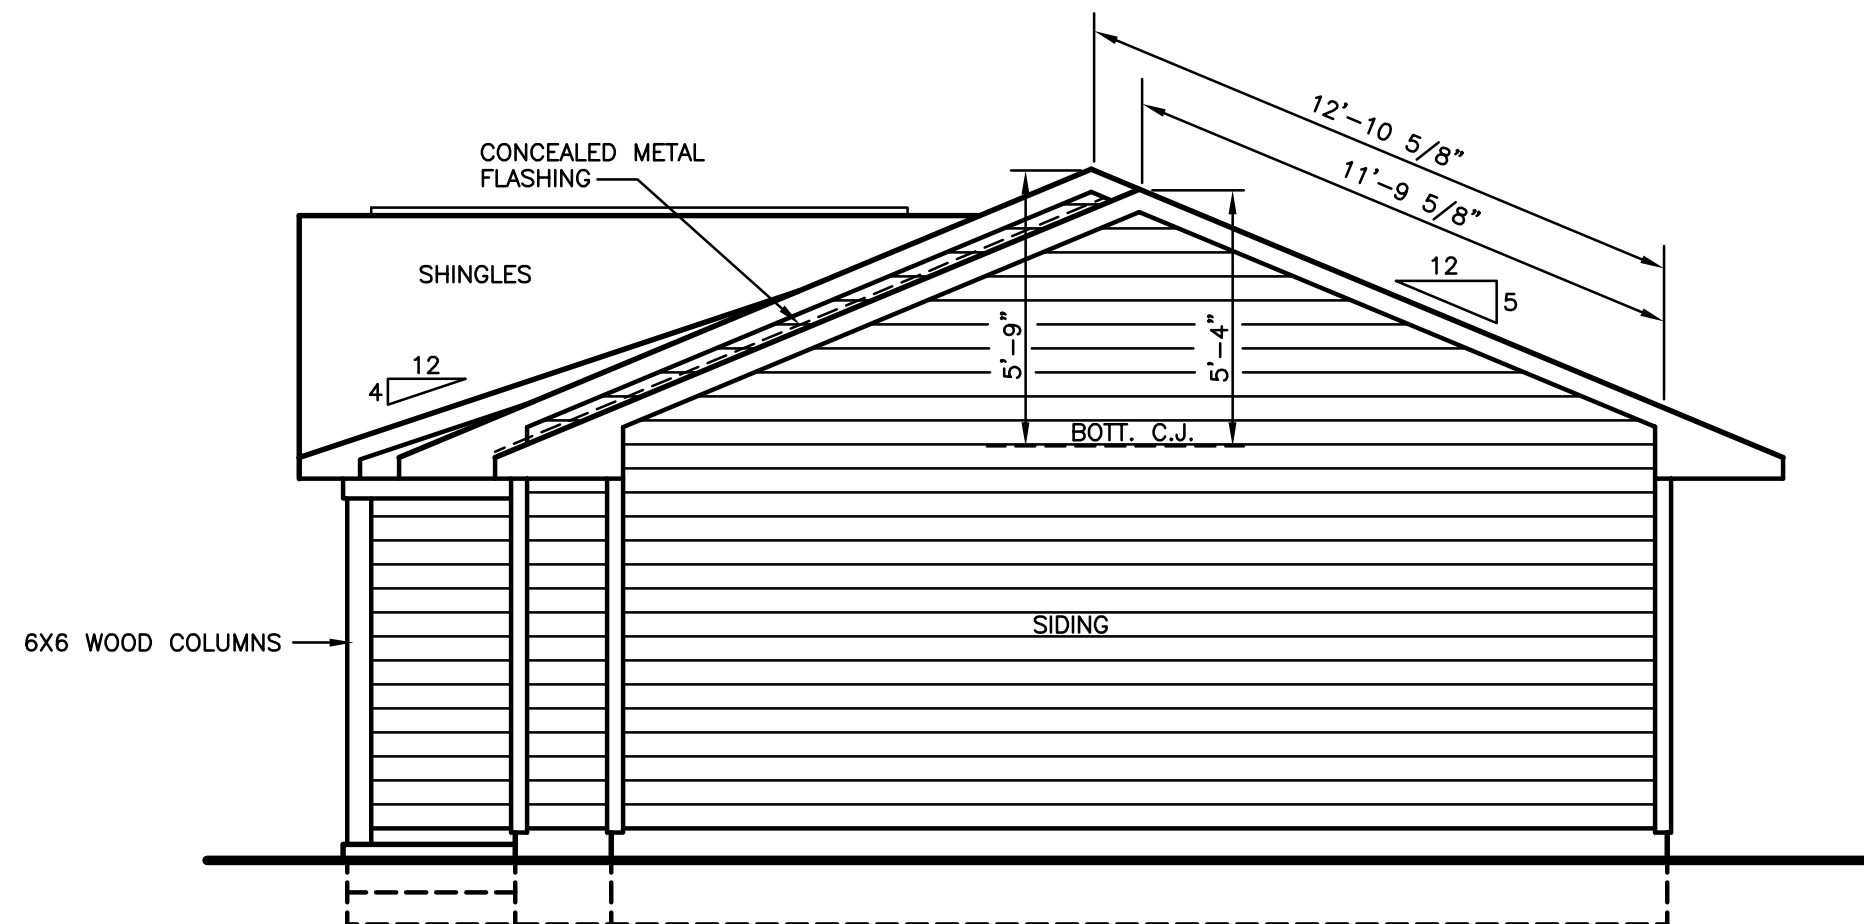 12'-10 5/8"
11'-9 5/8"
CONCEALED METAL
FLASHING
SHINGLES
12
5
5'-9"
5'-4"
12
4
BOTT. C.J.
SIDING
6X6 WOOD COLUMNS